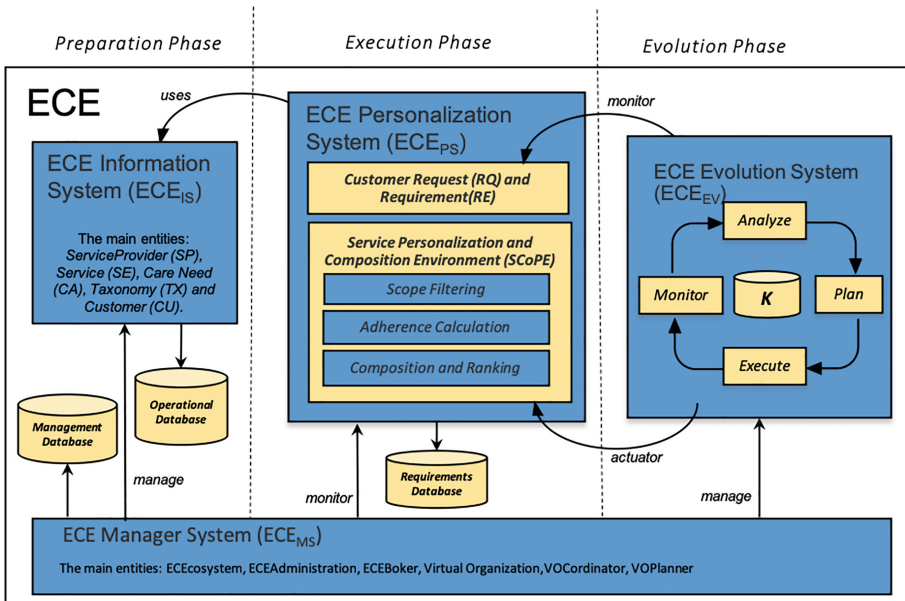 Preparation Phase
Execution Phase
Evolution Phase
ECE
uses
monitor
ECE Information
System (ECE_IS)
The main entities:
ServiceProvider (SP),
Service (SE), Care Need
(CA), Taxonomy (TX) and
Customer (CU).
ECE Personalization
System (ECE_PS)
Customer Request (RQ) and
Requirement(RE)
Service Personalization and
Composition Environment (SCoPE)
Scope Filtering
Adherence Calculation
Composition and Ranking
ECE Evolution System
(ECE_EV)
Analyze
Monitor
K
Plan
Execute
Management
Database
Operational
Database
Requirements
Database
manage
monitor
actuator
manage
ECE Manager System (ECE_MS)
The main entities: ECEcosystem, ECEAdministration, ECEBoker, Virtual Organization,VOCordinator, VOPlanner